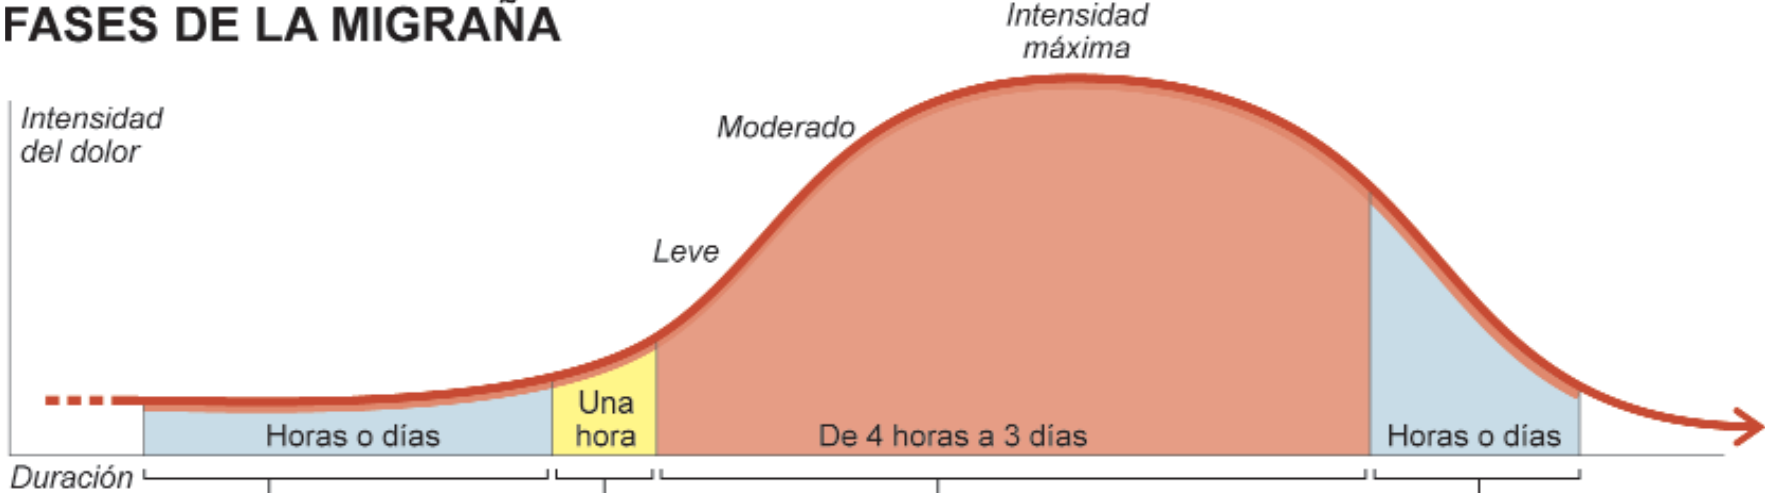 FASES DE LA MIGRAÑA
Intensidad
máxima
Intensidad
del dolor
Moderado
Leve
Una
hora
Horas o días
De 4 horas a 3 días
Horas o días
Duración